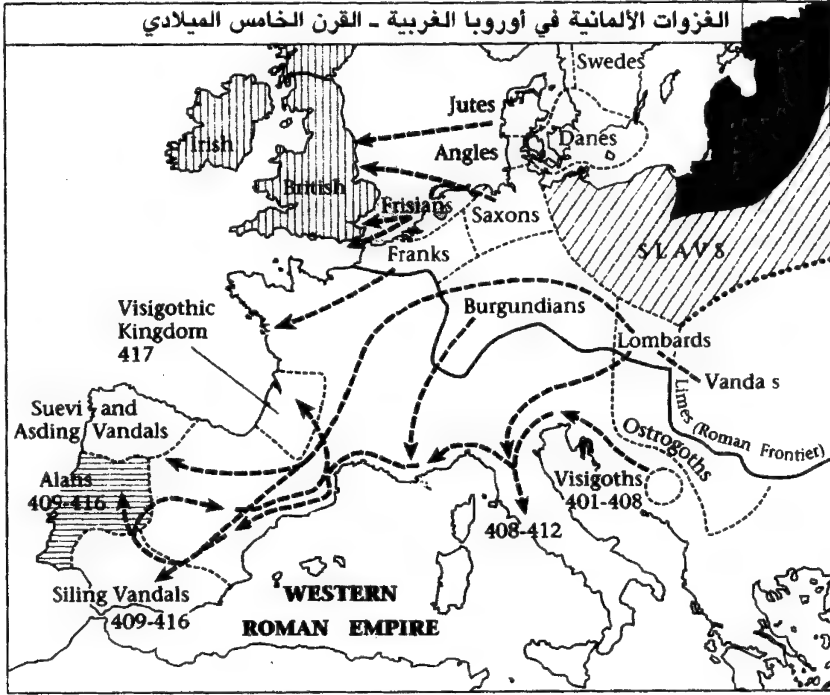 الغزوات الألمانية في أوروبا الغربية ـ القرن الخامس الميلادي
Swedes
Jutes
Danes
Angles
Irish
British
Frisians
Saxons
Franks
SLAVS
Visigothic
Kingdom
417
Burgundians
Lombards
Vanda s
Limes (Roman Frontier)
Suevi and
Asding Vandals
Ostrogoths
Alans
409-416
Visigoths
401-408
408-412
Siling Vandals
409-416
WESTERN
ROMAN EMPIRE